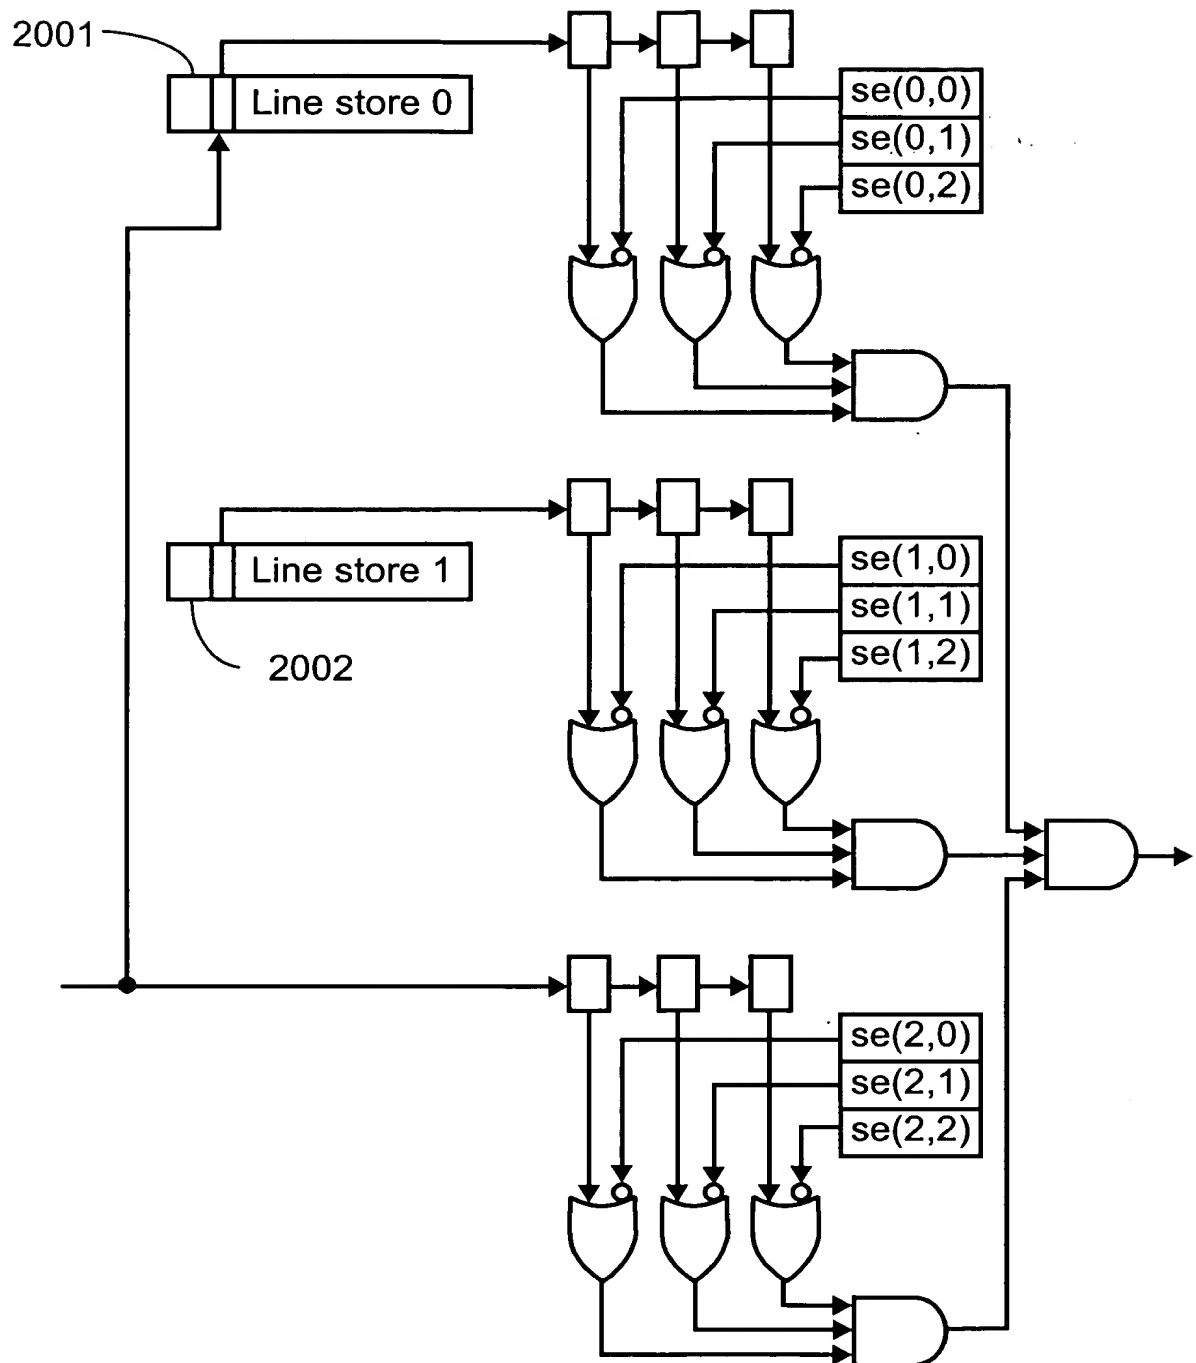 2001
Line store 0
se(0,0)
se(0,1)
se(0,2)
Line store 1
2002
se(1,0)
se(1,1)
se(1,2)
se(2,0)
se(2,1)
se(2,2)